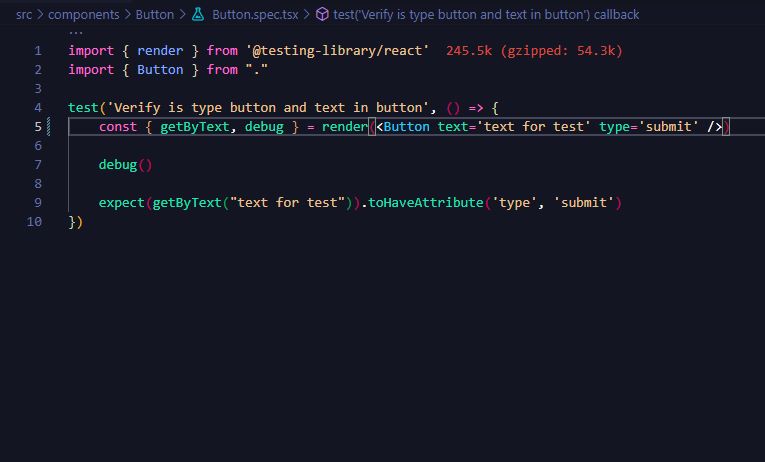 src > components > Button > Button.spec.tsx > test('Verify is type button and text in button') callback
...
1 import { render } from '@testing-library/react' 245.5k (gzipped: 54.3k)
2 import { Button } from "."
3
4 test('Verify is type button and text in button', () => {
5 const { getByText, debug } = render(<Button text='text for test' type='submit' />)
6
7 debug()
8
9 expect(getByText("text for test")).toHaveAttribute('type', 'submit')
10 })